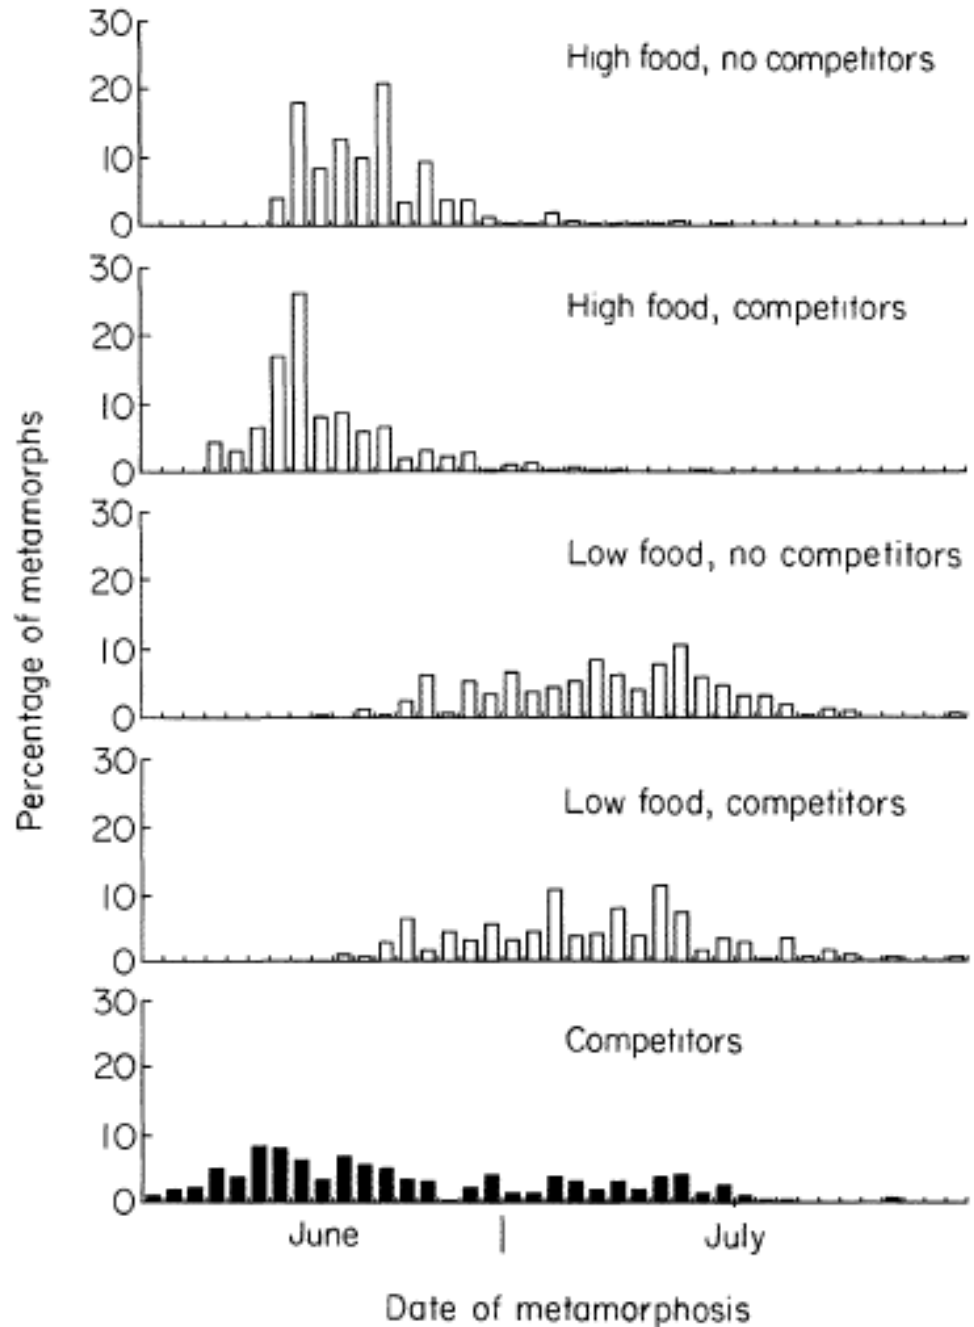 30
20
10
0
High food, no competitors
30
20
10
0
High food, competitors
30
20
10
0
Low food, no competitors
30
20
10
0
Low food, competitors
30
20
10
0
Competitors
Percentage of metamorphs
June | July
Date of metamorphosis